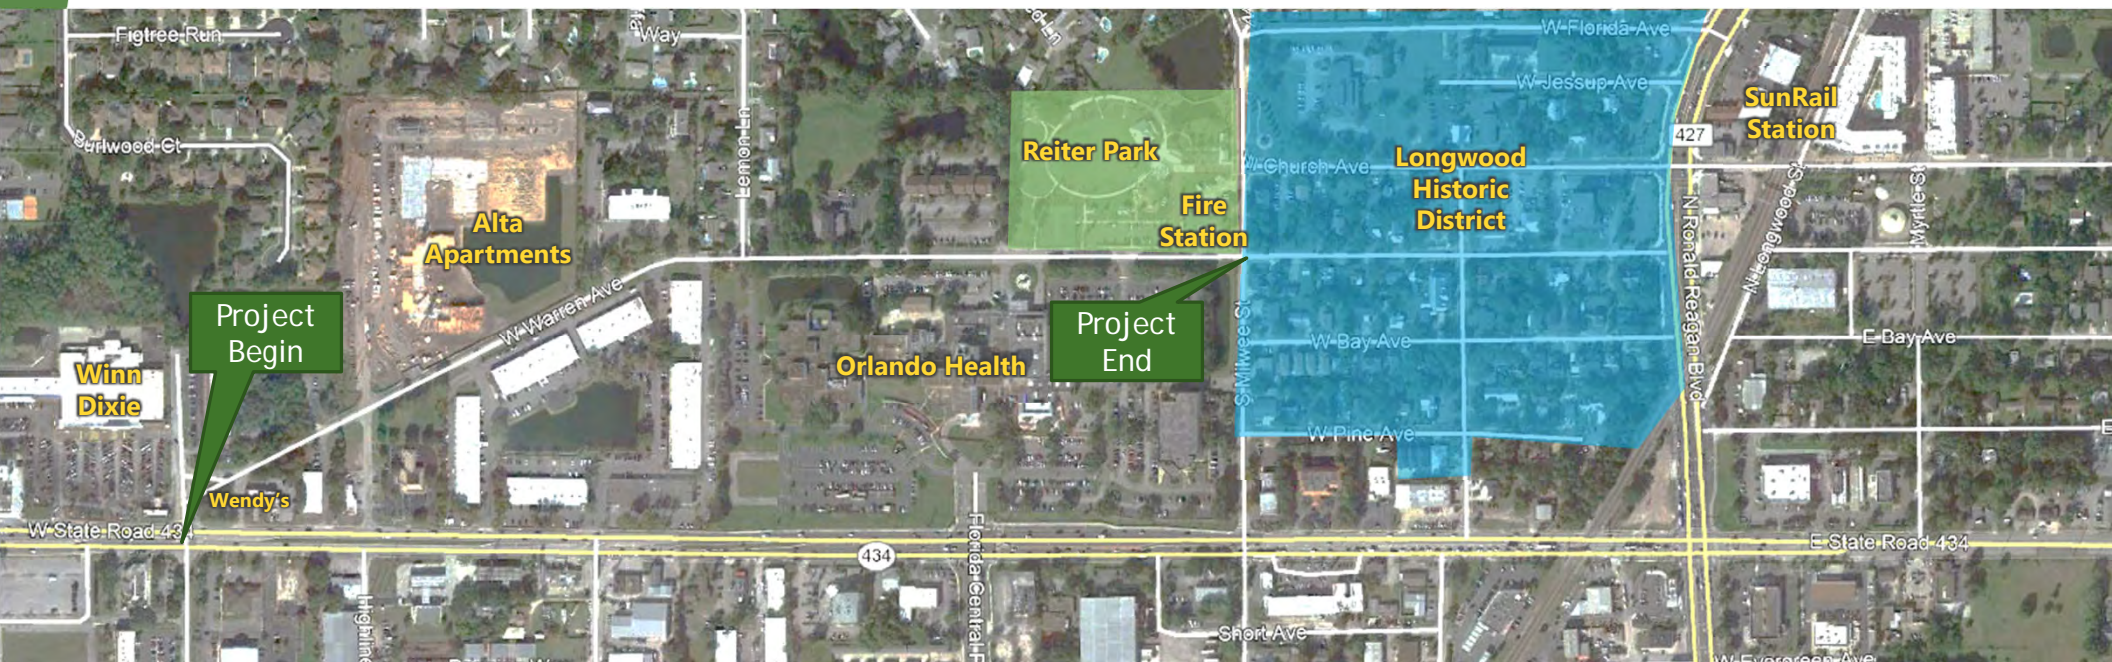 Figtree Run
Way
W Florida Ave
W Jessup Ave
SunRail
Station
427
Burlwood Ct
Lemon Ln
Reiter Park
W Church Ave
Longwood
Historic
District
Fire
Station
Alta
Apartments
N Longwood St
Myrtle St
N Ronald Reagan Blvd
Project
Begin
W Warren Ave
Project
End
S Milwee St
W Bay Ave
E Bay Ave
Orlando Health
Winn
Dixie
W Pine Ave
E
Wendy's
W State Road 434
434
E State Road 434
Florida Central P
Short Ave
W Evergreen Ave